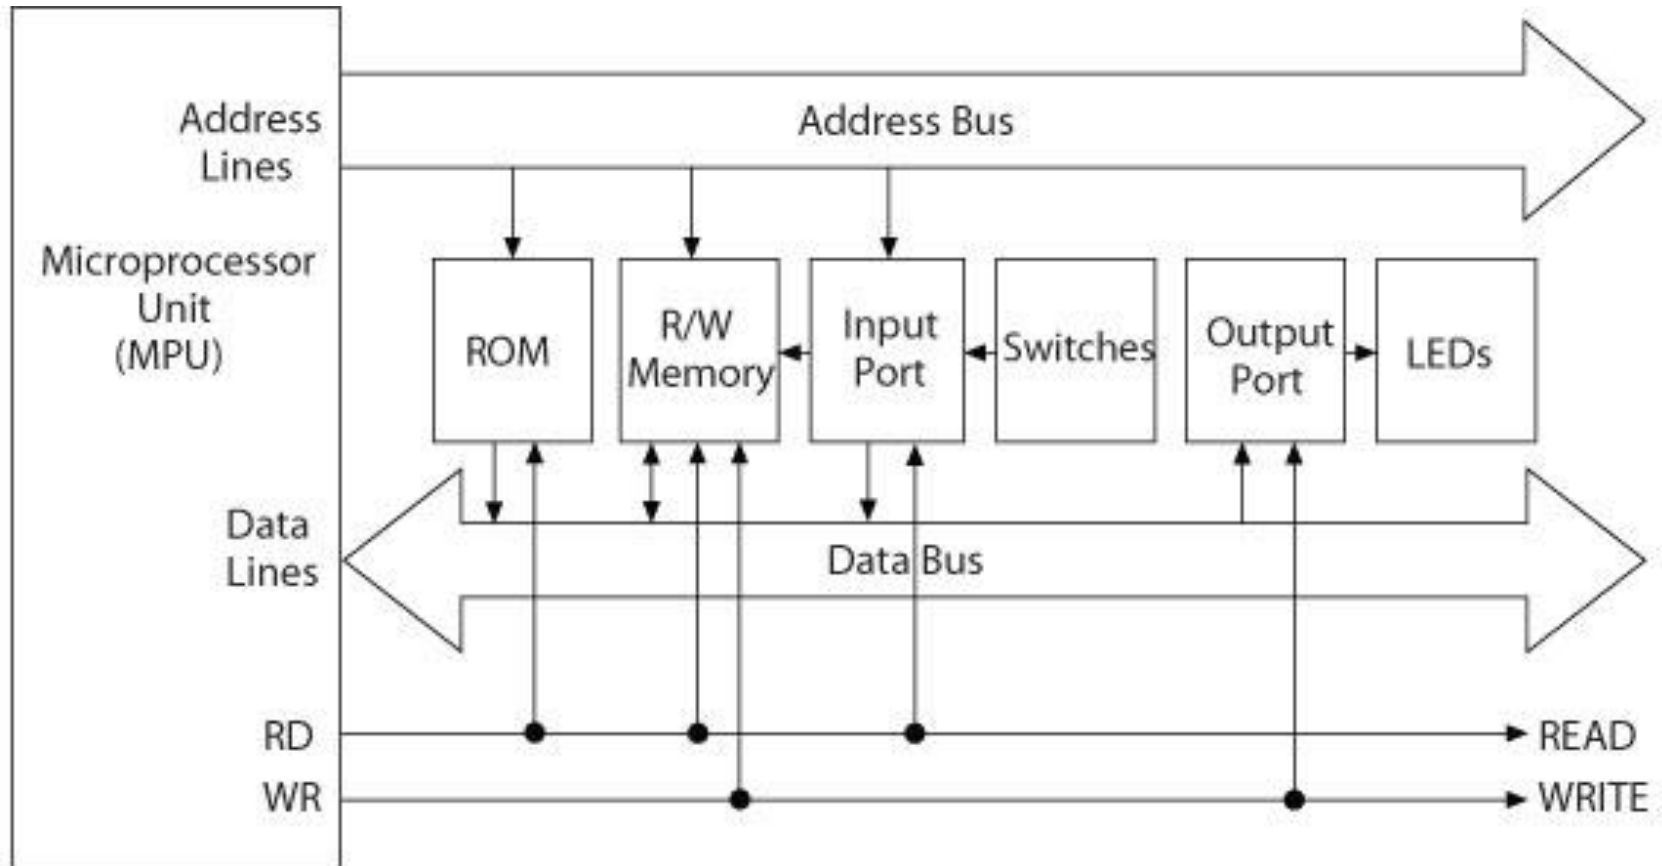 Address Bus
Address
Lines
Microprocessor
Unit
(MPU)
ROM
R/W
Memory
Input
Port
Switches
Output
Port
LEDs
Data
Lines
Data Bus
RD
READ
WR
WRITE